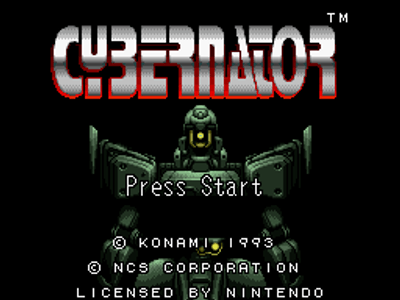 CYBERNATOR™
Press Start
© KONAMI 1993
© NCS CORPORATION
LICENSED BY NINTENDO